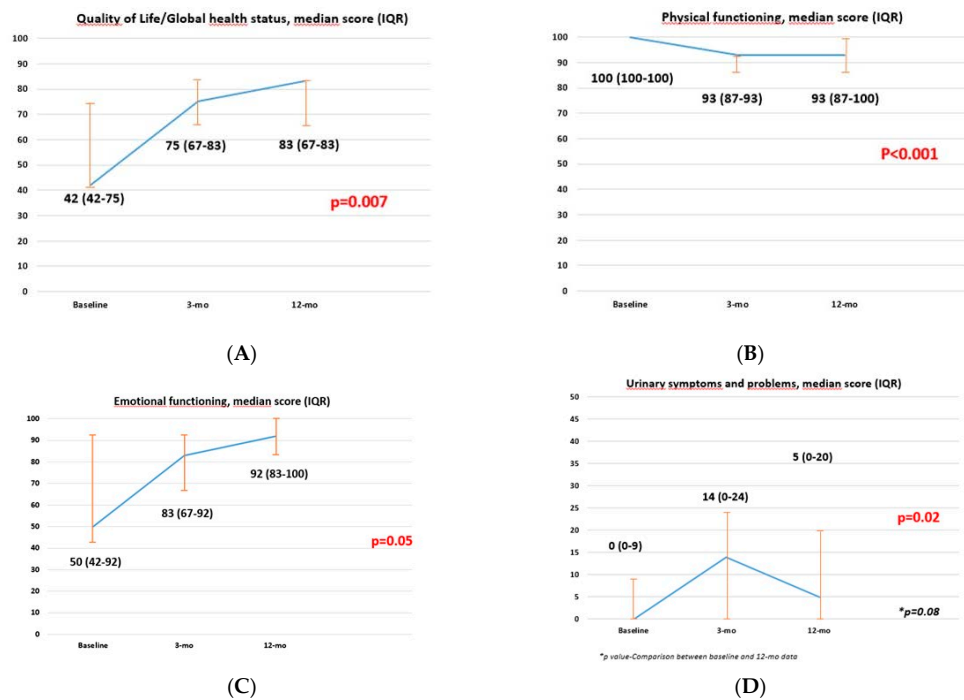 Quality of Life/Global health status, median score (IQR)
100
90
80
70
60
50
40
30
20
10
0
42 (42-75)
75 (67-83)
83 (67-83)
p=0.007
Baseline
3-mo
12-mo
(A)
Physical functioning, median score (IQR)
100
90
80
70
60
50
40
30
20
10
0
100 (100-100)
93 (87-93)
93 (87-100)
P<0.001
Baseline
3-mo
12-mo
(B)
Emotional functioning, median score (IQR)
100
90
80
70
60
50
40
30
20
10
0
50 (42-92)
83 (67-92)
92 (83-100)
p=0.05
Baseline
3-mo
12-mo
(C)
Urinary symptoms and problems, median score (IQR)
50
45
40
35
30
25
20
15
10
5
0
0 (0-9)
14 (0-24)
5 (0-20)
p=0.02
*p=0.08
Baseline
3-mo
12-mo
*p value-Comparison between baseline and 12-mo data
(D)